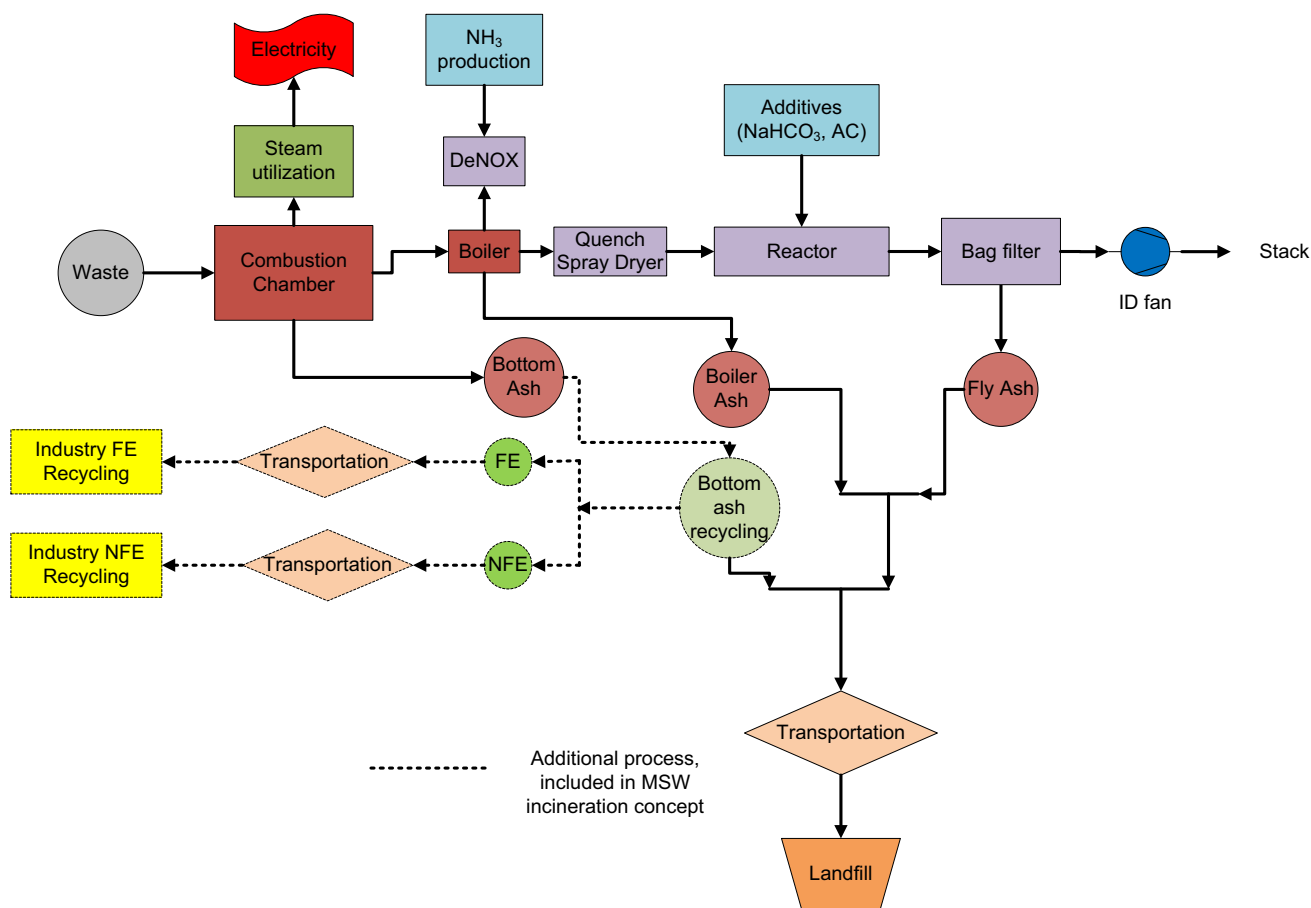 Electricity
NH₃
production
Additives
(NaHCO₃, AC)
Steam
utilization
DeNOX
Waste
Combustion
Chamber
Boiler
Quench
Spray Dryer
Reactor
Bag filter
ID fan
Stack
Bottom
Ash
Boiler
Ash
Fly Ash
Industry FE
Recycling
Transportation
FE
Bottom
ash
recycling
Industry NFE
Recycling
Transportation
NFE
Transportation
Additional process,
included in MSW
incineration concept
Landfill